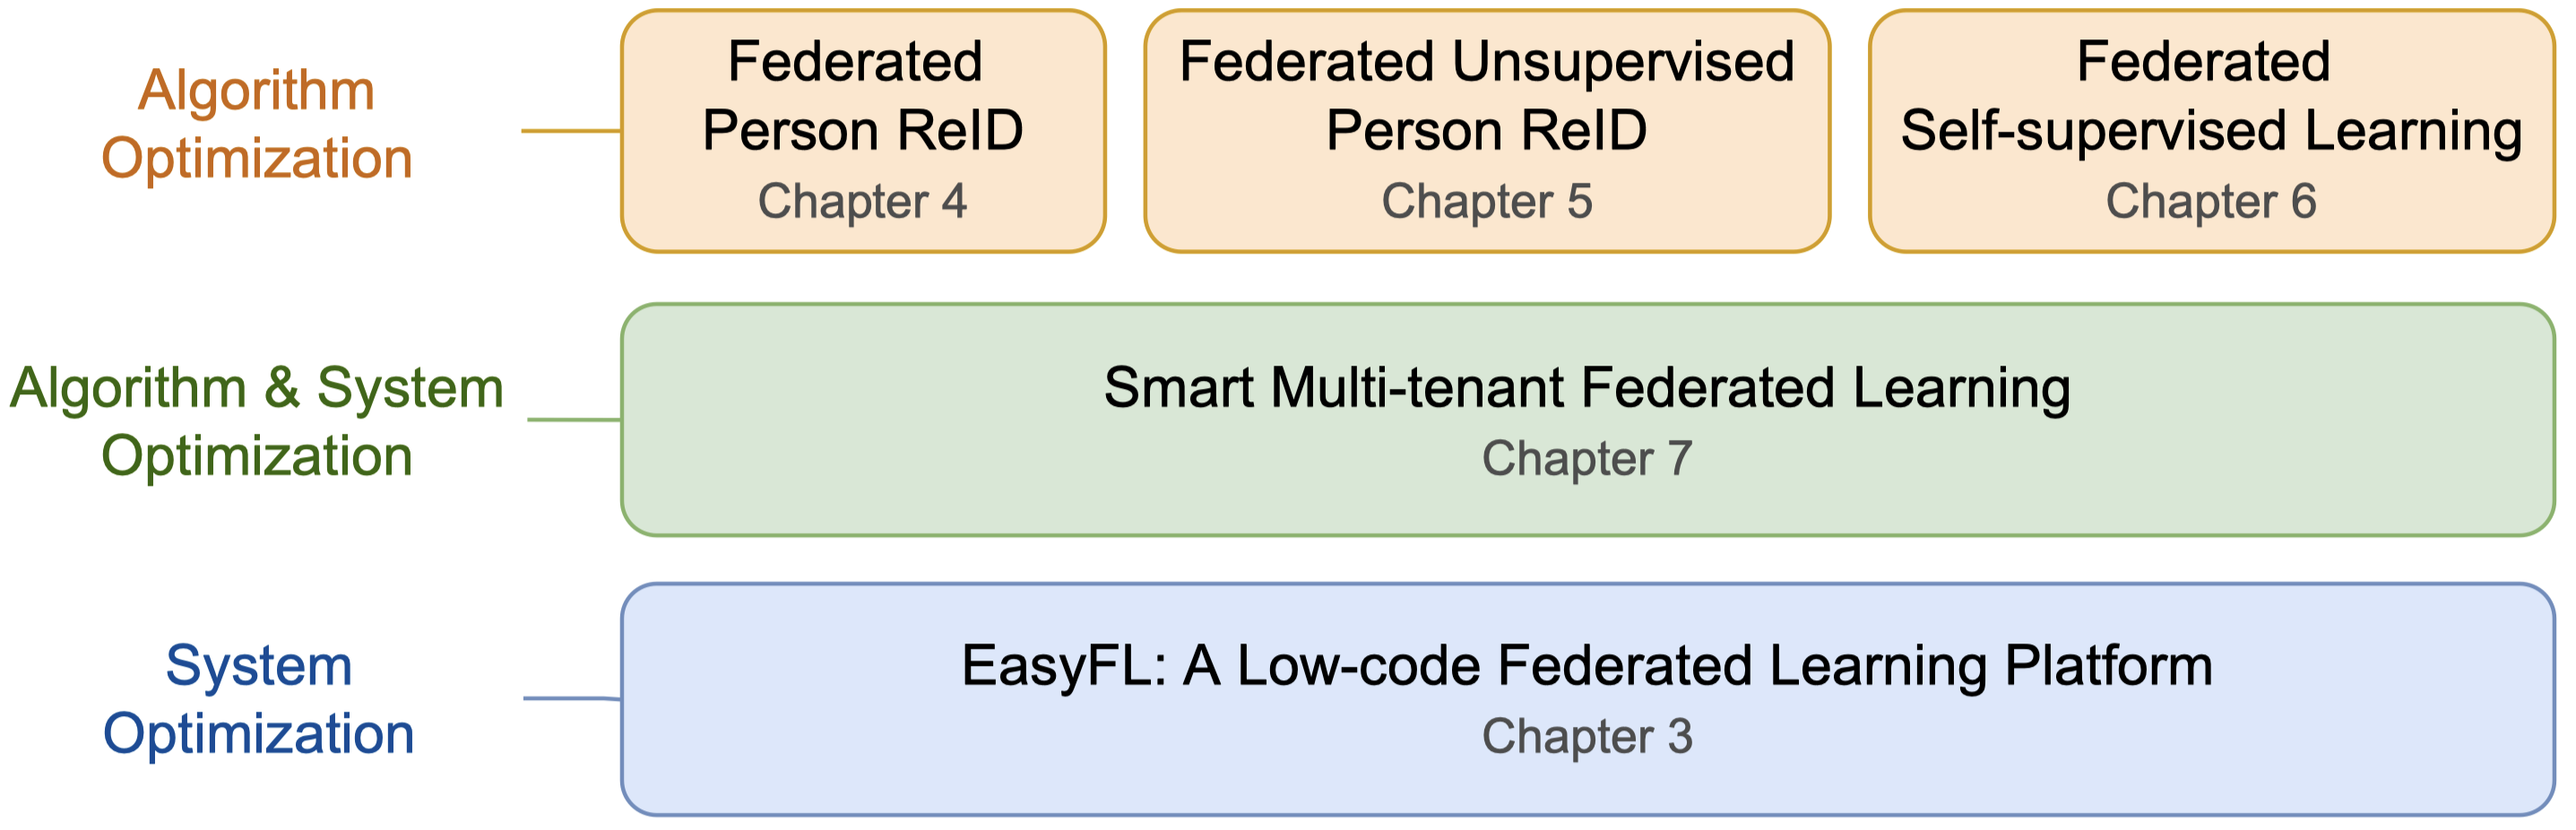 Algorithm
Optimization
Federated
Person ReID
Chapter 4
Federated Unsupervised
Person ReID
Chapter 5
Federated
Self-supervised Learning
Chapter 6
Algorithm & System
Optimization
Smart Multi-tenant Federated Learning
Chapter 7
System
Optimization
EasyFL: A Low-code Federated Learning Platform
Chapter 3